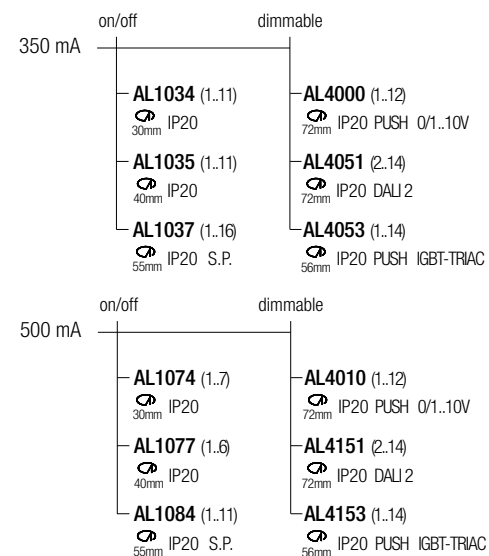 on/off dimmable
350 mA
AL1034 (1..11) AL4000 (1..12)
30mm IP20 72mm IP20 PUSH 0/1..10V
AL1035 (1..11) AL4051 (2..14)
40mm IP20 72mm IP20 DALI 2
AL1037 (1..16) AL4053 (1..14)
55mm IP20 S.P. 56mm IP20 PUSH IGBT-TRIAC
on/off dimmable
500 mA
AL1074 (1..7) AL4010 (1..12)
30mm IP20 72mm IP20 PUSH 0/1..10V
AL1077 (1..6) AL4151 (2..14)
40mm IP20 72mm IP20 DALI 2
AL1084 (1..11) AL4153 (1..14)
55mm IP20 S.P. 56mm IP20 PUSH IGBT-TRIAC